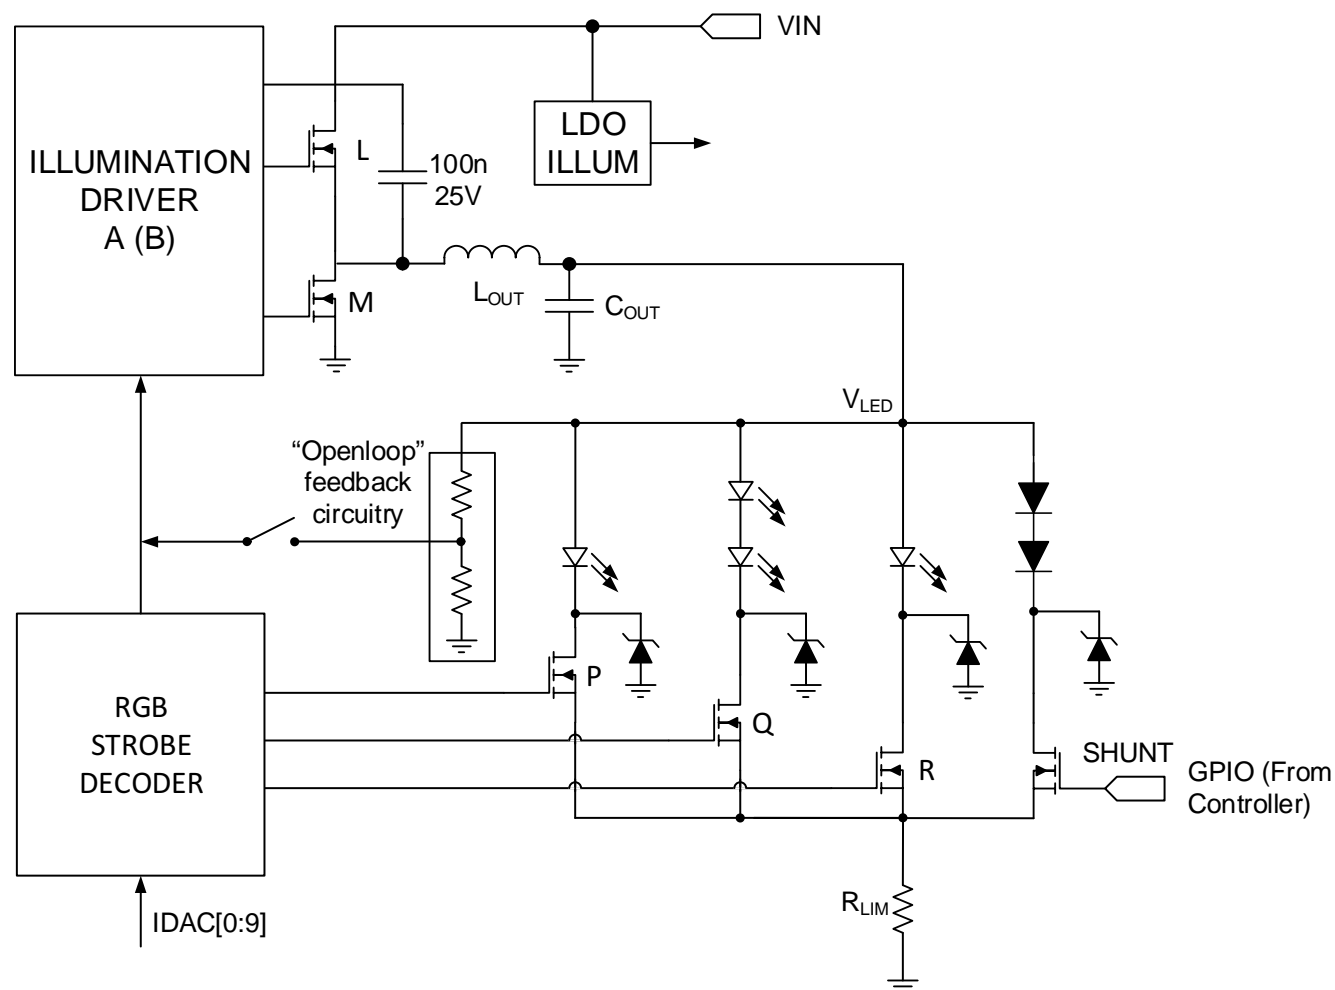 VIN
ILLUMINATION
DRIVER
A (B)
L
100n
25V
LDO
ILLUM
M
LOUT
COUT
VLED
“Openloop”
feedback
circuitry
P
Q
R
RGB
STROBE
DECODER
SHUNT
GPIO (From
Controller)
RLIM
IDAC[0:9]